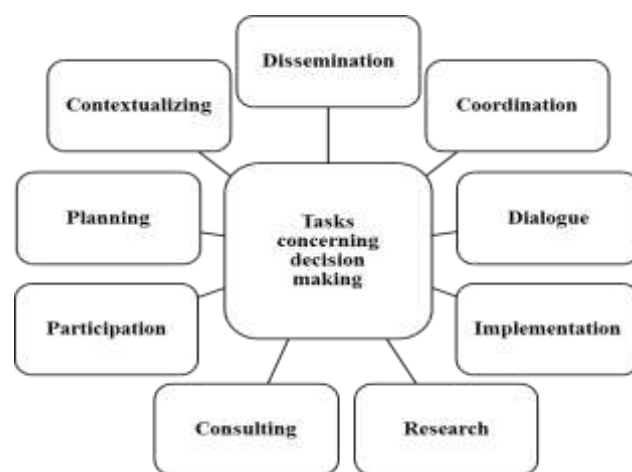 Dissemination
Contextualizing
Coordination
Planning
Tasks
concerning
decision
making
Dialogue
Participation
Implementation
Consulting
Research